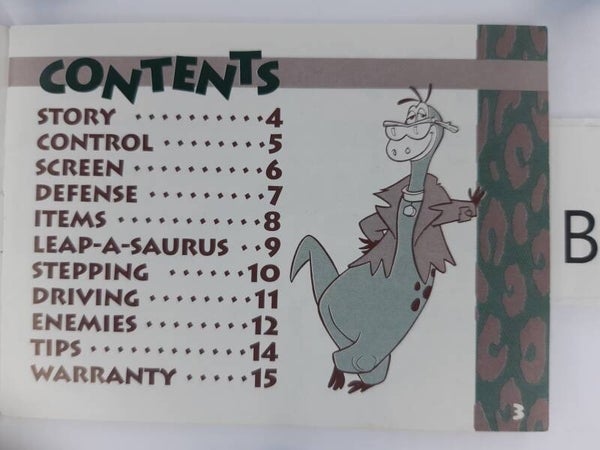 CONTENTS
STORY · · · · · · · · · · 4
CONTROL · · · · · · · · 5
SCREEN · · · · · · · · · 6
DEFENSE · · · · · · · · 7
ITEMS · · · · · · · · · · · 8
LEAP-A-SAURUS · · 9
STEPPING · · · · · · 10
DRIVING · · · · · · · · 11
ENEMIES · · · · · · · 12
TIPS · · · · · · · · · · · · 14
WARRANTY · · · · · 15
3
B